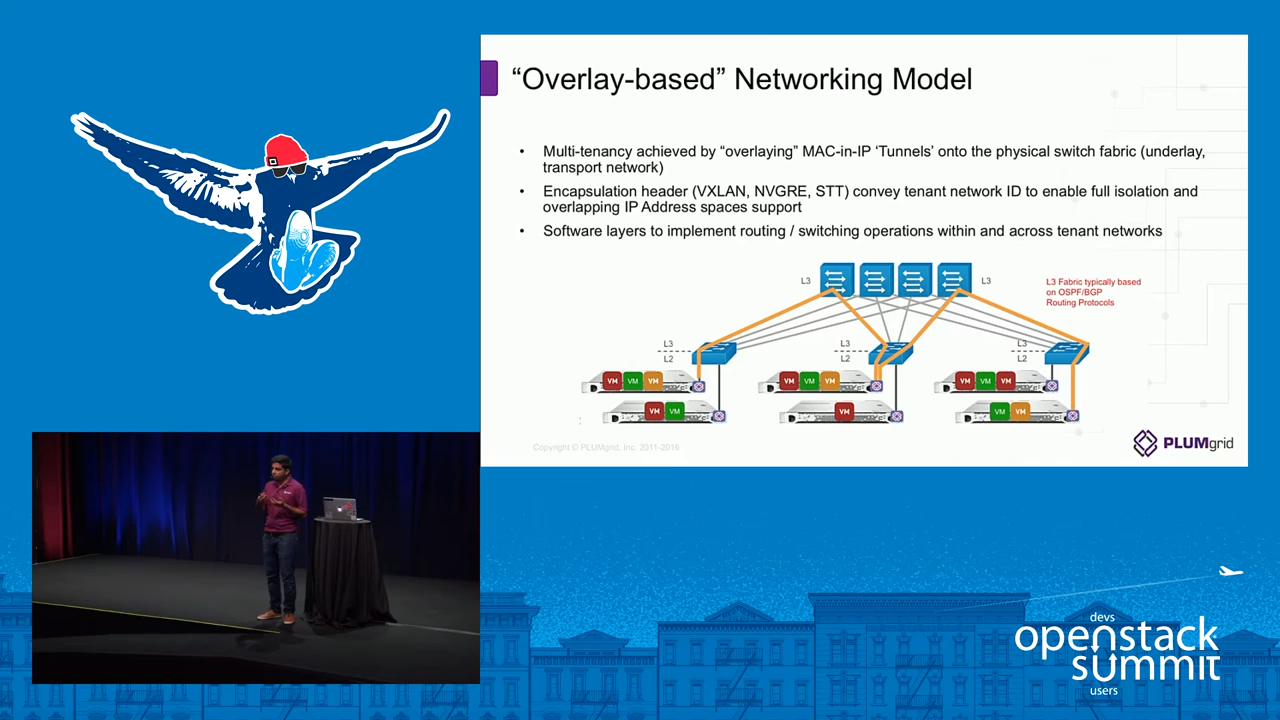 “Overlay-based” Networking Model
• Multi-tenancy achieved by “overlaying” MAC-in-IP ‘Tunnels’ onto the physical switch fabric (underlay,
transport network)
• Encapsulation header (VXLAN, NVGRE, STT) convey tenant network ID to enable full isolation and
overlapping IP Address spaces support
• Software layers to implement routing / switching operations within and across tenant networks
L3
L3
L3 Fabric typically based
on OSPF/BGP
Routing Protocols
L3
L2
L3
L2
L3
L2
VM VM VM
VM VM VM
VM VM VM
VM VM
VM
VM VM
Copyright © PLUMgrid, Inc. 2011-2016
PLUMgrid
devs
openstack
summit
users